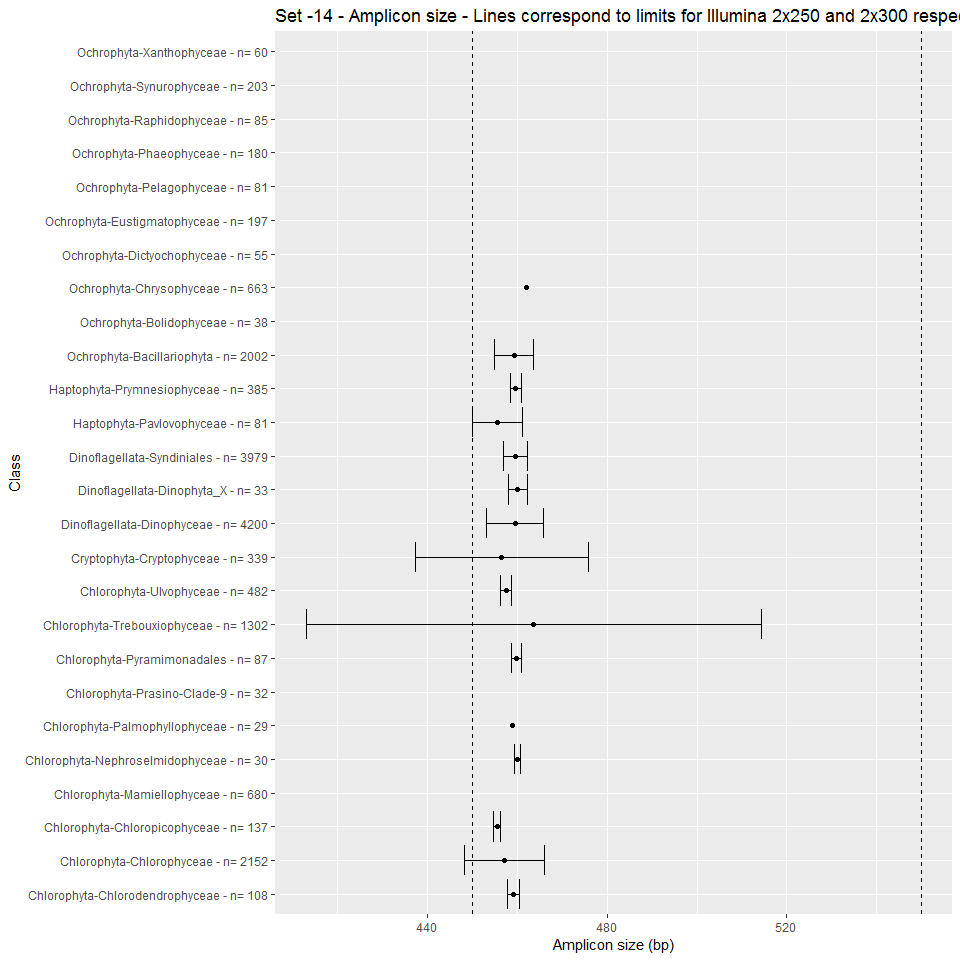 Set -14 - Amplicon size - Lines correspond to limits for Illumina 2x250 and 2x300 respec
Ochrophyta-Xanthophyceae - n= 60
Ochrophyta-Synurophyceae - n= 203
Ochrophyta-Raphidophyceae - n= 85
Ochrophyta-Phaeophyceae - n= 180
Ochrophyta-Pelagophyceae - n= 81
Ochrophyta-Eustigmatophyceae - n= 197
Ochrophyta-Dictyochophyceae - n= 55
Ochrophyta-Chrysophyceae - n= 663
Ochrophyta-Bolidophyceae - n= 38
Ochrophyta-Bacillariophyta - n= 2002
Haptophyta-Prymnesiophyceae - n= 385
Haptophyta-Pavlovophyceae - n= 81
Dinoflagellata-Syndiniales - n= 3979
Dinoflagellata-Dinophyta_X - n= 33
Dinoflagellata-Dinophyceae - n= 4200
Cryptophyta-Cryptophyceae - n= 339
Chlorophyta-Ulvophyceae - n= 482
Chlorophyta-Trebouxiophyceae - n= 1302
Chlorophyta-Pyramimonadales - n= 87
Chlorophyta-Prasino-Clade-9 - n= 32
Chlorophyta-Palmophyllophyceae - n= 29
Chlorophyta-Nephroselmidophyceae - n= 30
Chlorophyta-Mamiellophyceae - n= 680
Chlorophyta-Chloropicophyceae - n= 137
Chlorophyta-Chlorophyceae - n= 2152
Chlorophyta-Chlorodendrophyceae - n= 108
Class
440 480 520
Amplicon size (bp)